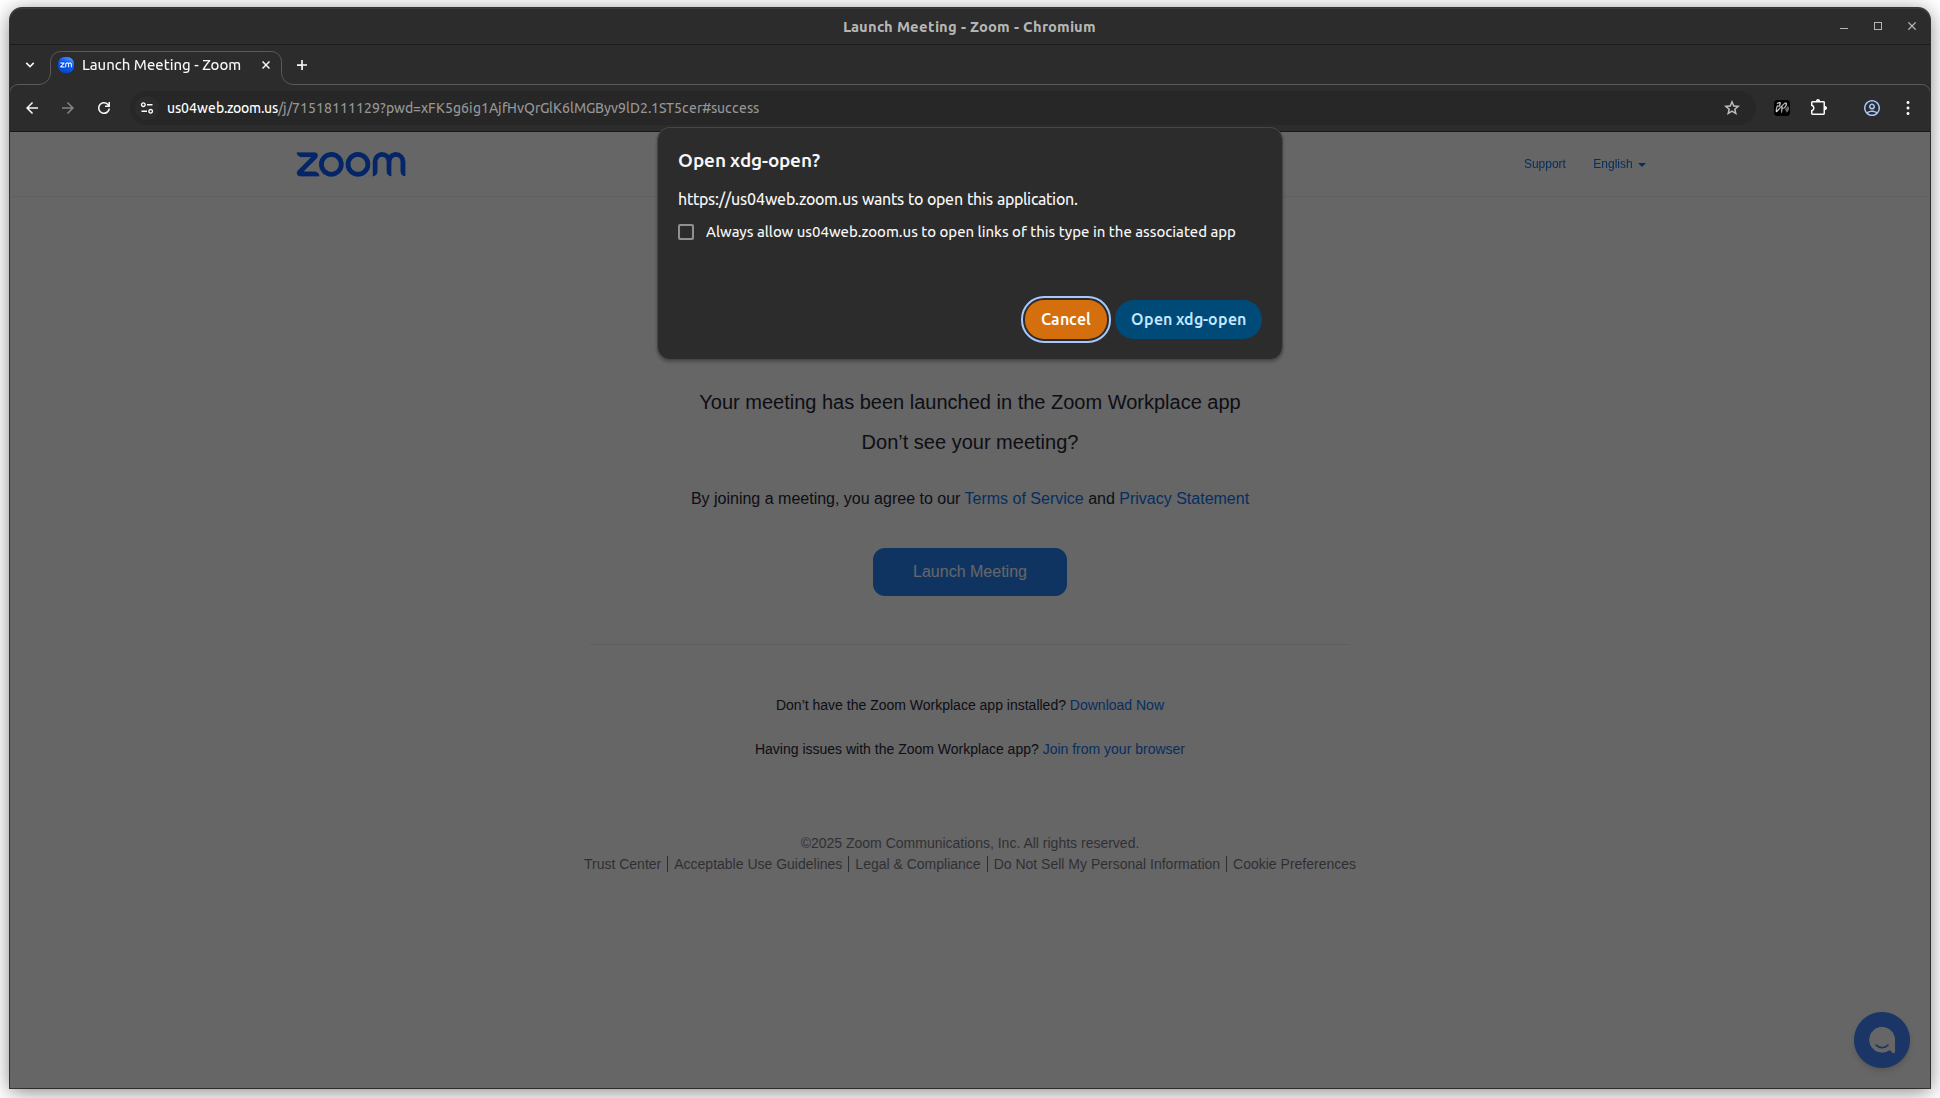 Launch Meeting - Zoom - Chromium
zm Launch Meeting - Zoom
us04web.zoom.us/j/71518111129?pwd=xFK5g6ig1AjfHvQrGlK6lMGByv9lD2.1ST5cer#success
zoom
Support English
Open xdg-open?
https://us04web.zoom.us wants to open this application.
Always allow us04web.zoom.us to open links of this type in the associated app
Cancel Open xdg-open
Your meeting has been launched in the Zoom Workplace app
Don’t see your meeting?
By joining a meeting, you agree to our Terms of Service and Privacy Statement
Launch Meeting
Don’t have the Zoom Workplace app installed? Download Now
Having issues with the Zoom Workplace app? Join from your browser
©2025 Zoom Communications, Inc. All rights reserved.
Trust Center | Acceptable Use Guidelines | Legal & Compliance | Do Not Sell My Personal Information | Cookie Preferences